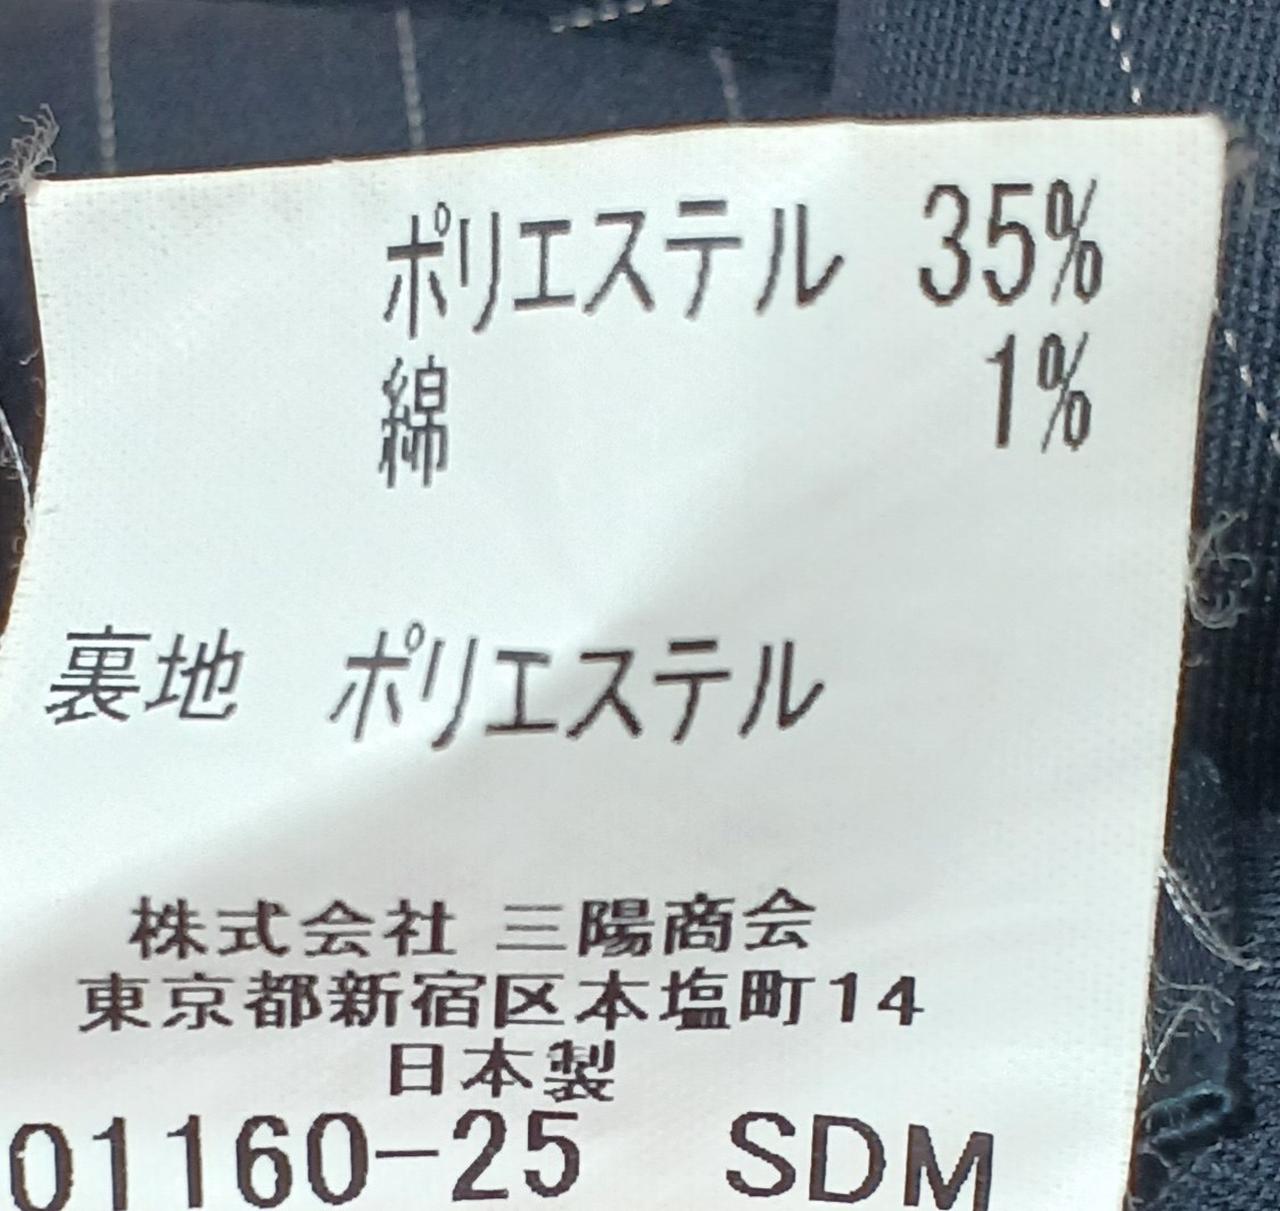 ポリエステル 35%
綿 1%
裏地 ポリエステル
株式会社 三陽商会
東京都新宿区本塩町14
日本製
01160-25 SDM